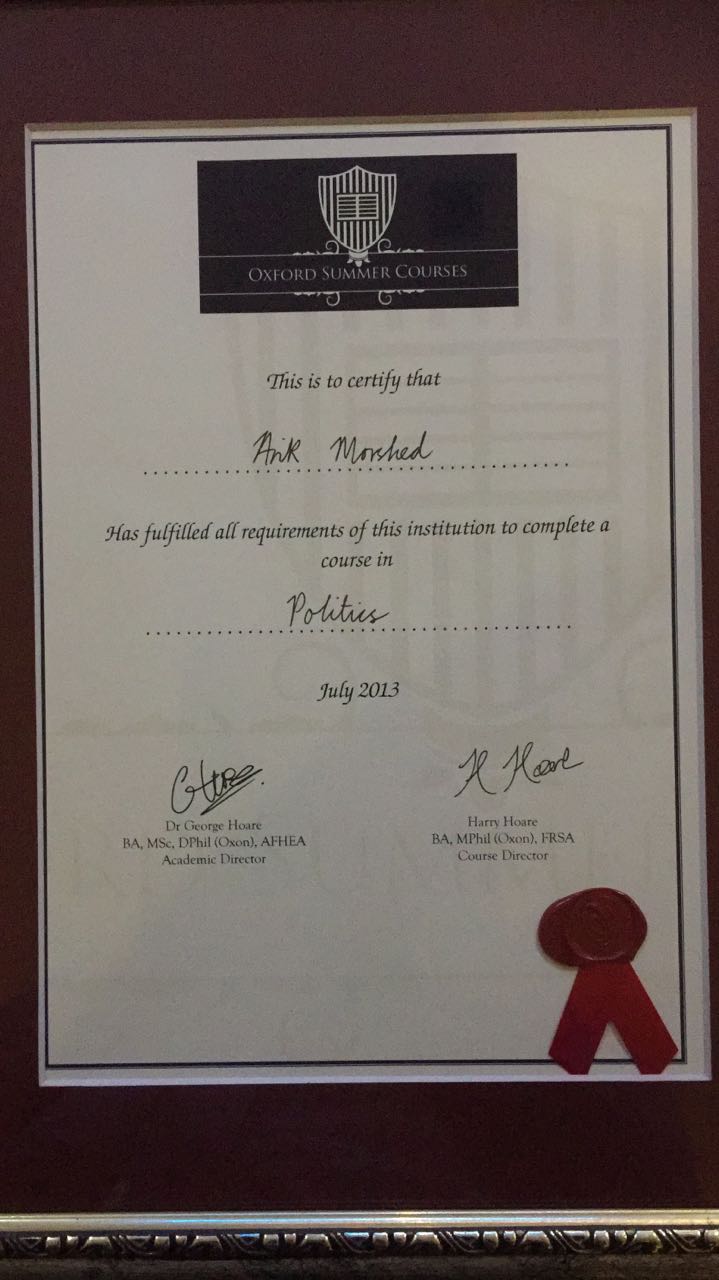 OXFORD SUMMER COURSES
This is to certify that
Arik Morshed
Has fulfilled all requirements of this institution to complete a
course in
Politics
July 2013
H Hoare
Dr George Hoare
BA, MSc, DPhil (Oxon), AFHEA
Academic Director
Harry Hoare
BA, MPhil (Oxon), FRSA
Course Director